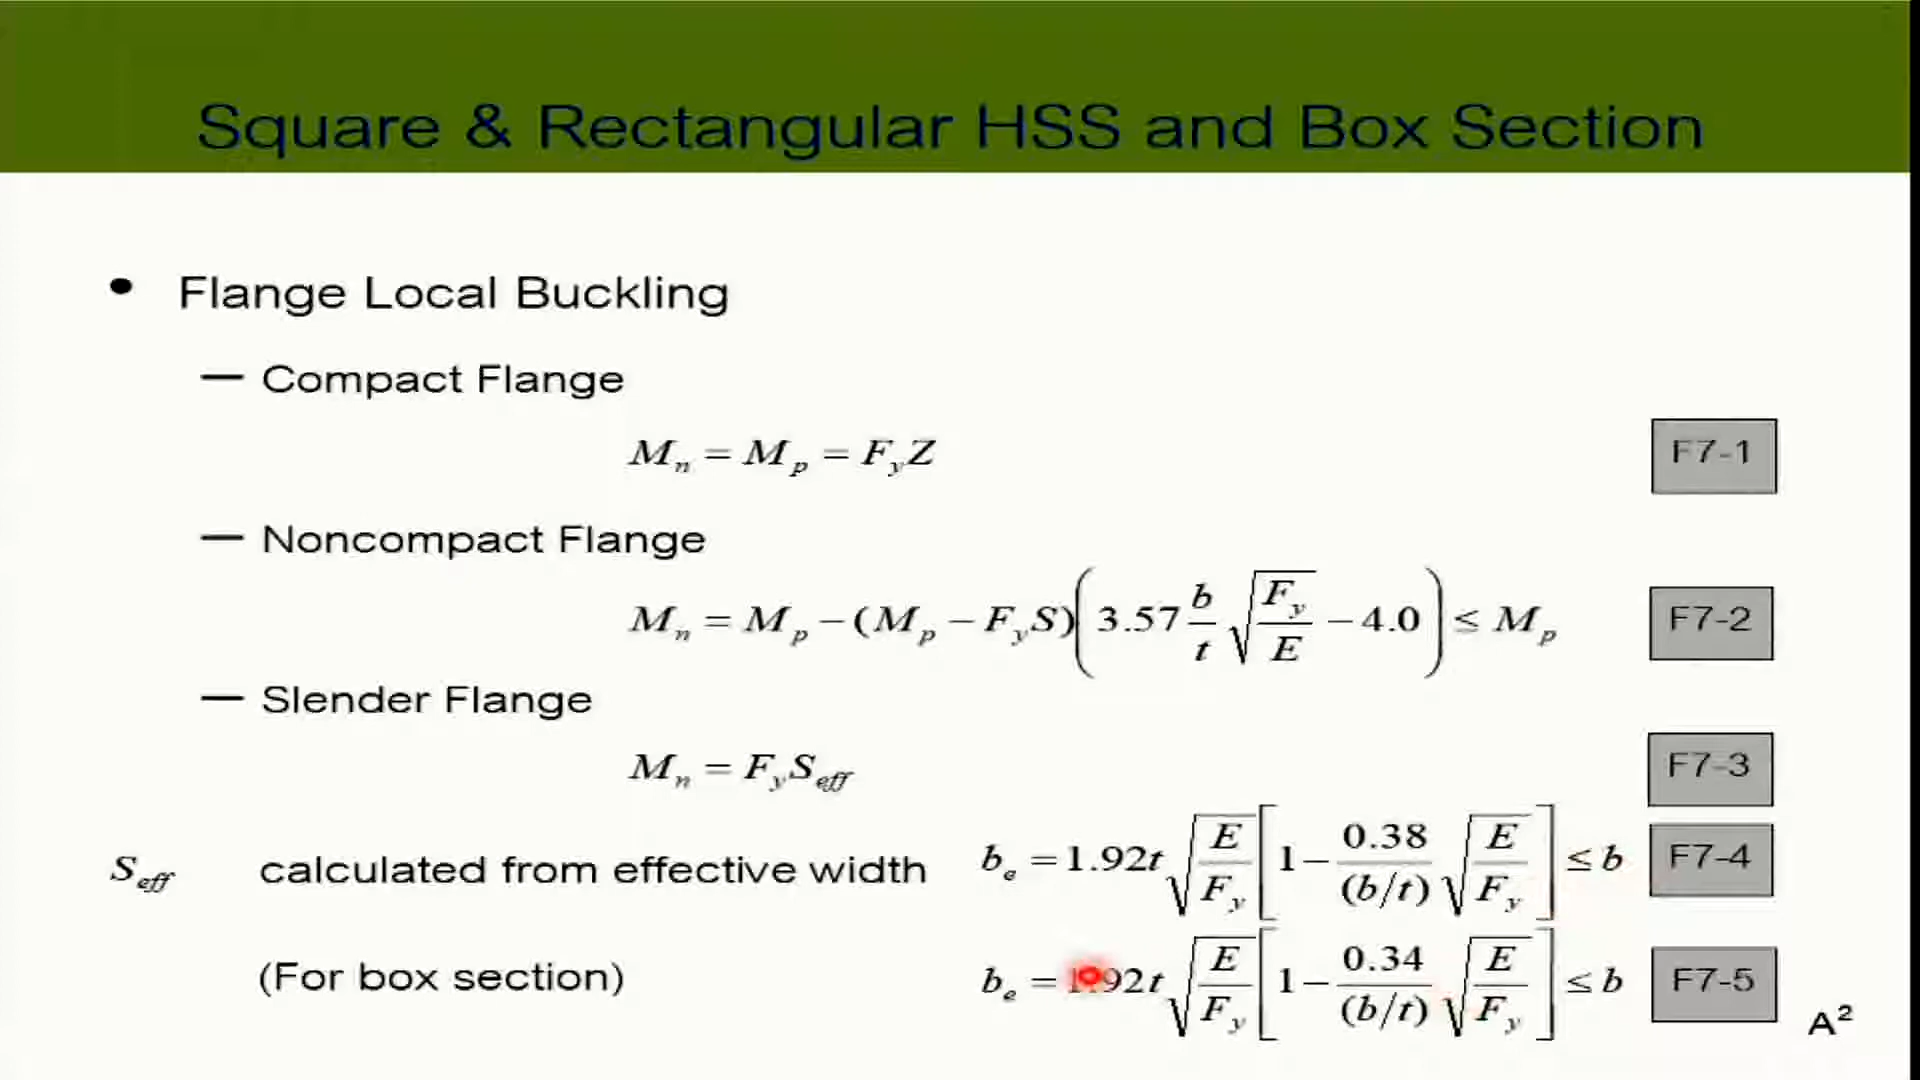 Square & Rectangular HSS and Box Section
• Flange Local Buckling
— Compact Flange
M_n = M_p = F_y Z F7-1
— Noncompact Flange
M_n = M_p − (M_p − F_y S)(3.57 b/t √(F_y/E) − 4.0) ≤ M_p F7-2
— Slender Flange
M_n = F_y S_eff F7-3
S_eff calculated from effective width b_e = 1.92t √(E/F_y) [1 − 0.38/(b/t) √(E/F_y)] ≤ b F7-4
(For box section) b_e = 1.92t √(E/F_y) [1 − 0.34/(b/t) √(E/F_y)] ≤ b F7-5
A²